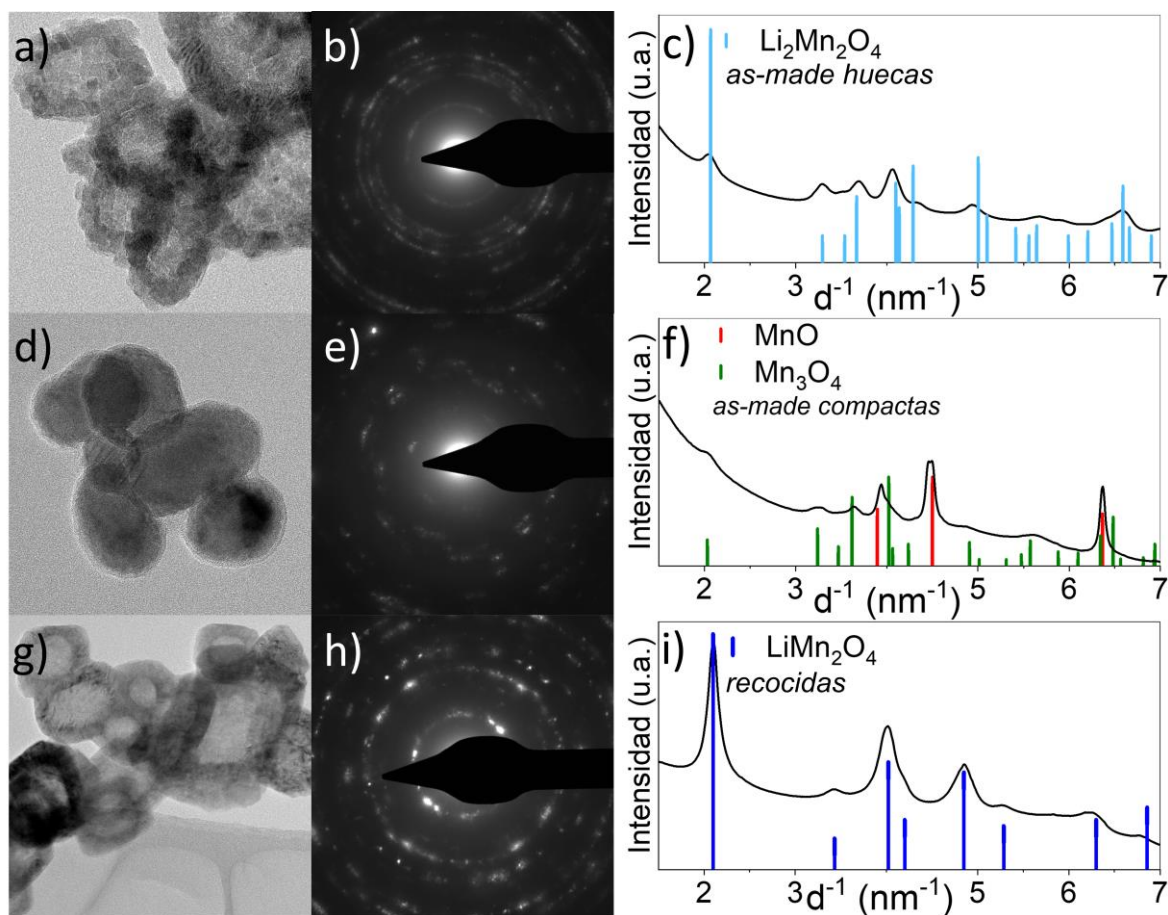 a)
b)
c)
Li₂Mn₂O₄
as-made huecas
Intensidad (u.a.)
2 3 4 5 6 7
d⁻¹ (nm⁻¹)
d)
e)
f)
MnO
Mn₃O₄
as-made compactas
Intensidad (u.a.)
2 3 4 5 6 7
d⁻¹ (nm⁻¹)
g)
h)
i)
LiMn₂O₄
recocidas
Intensidad (u.a.)
2 3 4 5 6 7
d⁻¹ (nm⁻¹)